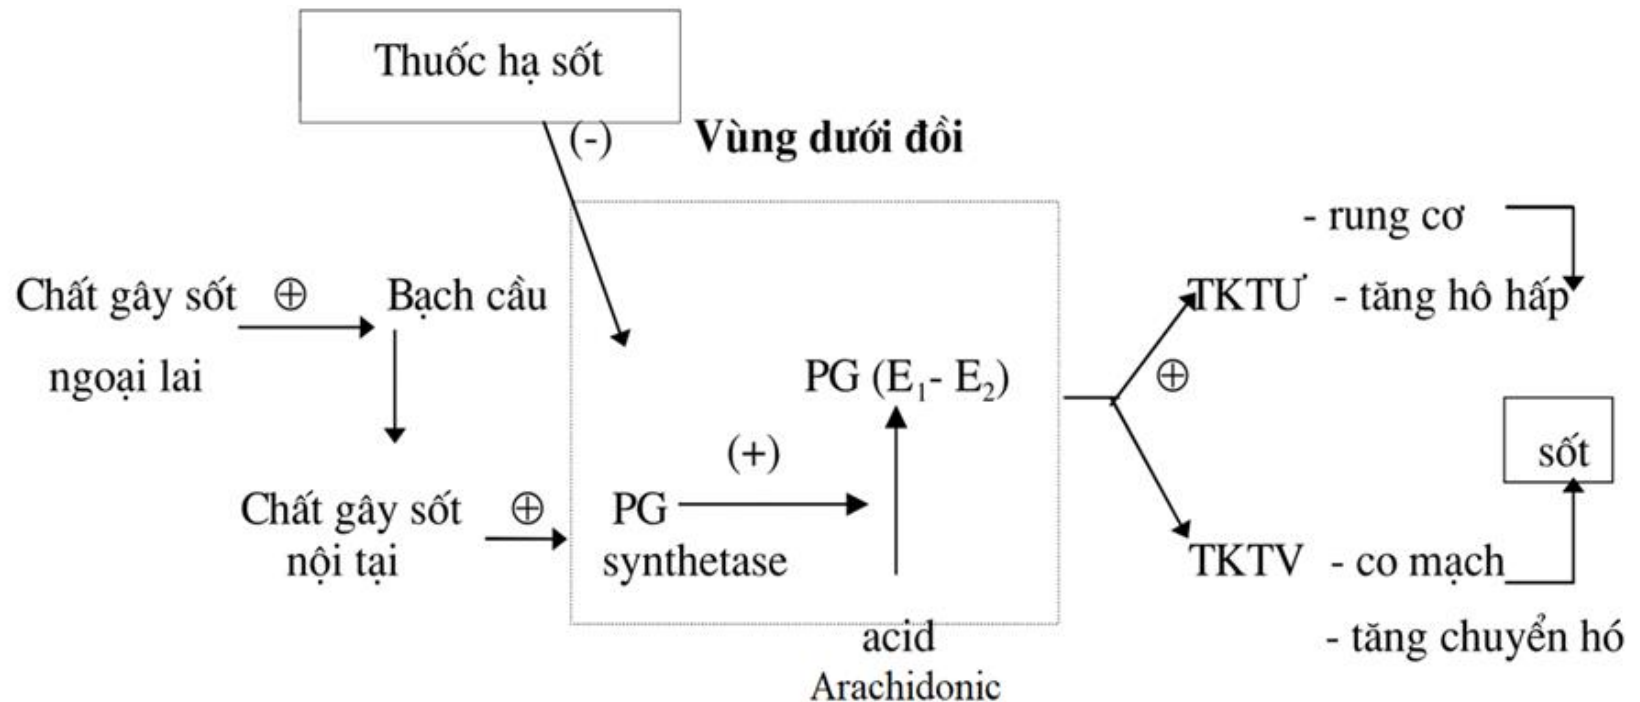 Thuốc hạ sốt
(-)
Vùng dưới đồi
- rung cơ
Chất gây sốt ⊕ Bạch cầu
TKTƯ - tăng hô hấp
ngoại lai
PG (E₁- E₂)
⊕
(+)
sốt
Chất gây sốt ⊕ PG
nội tại
synthetase
TKTV - co mạch
acid
- tăng chuyển hó
Arachidonic